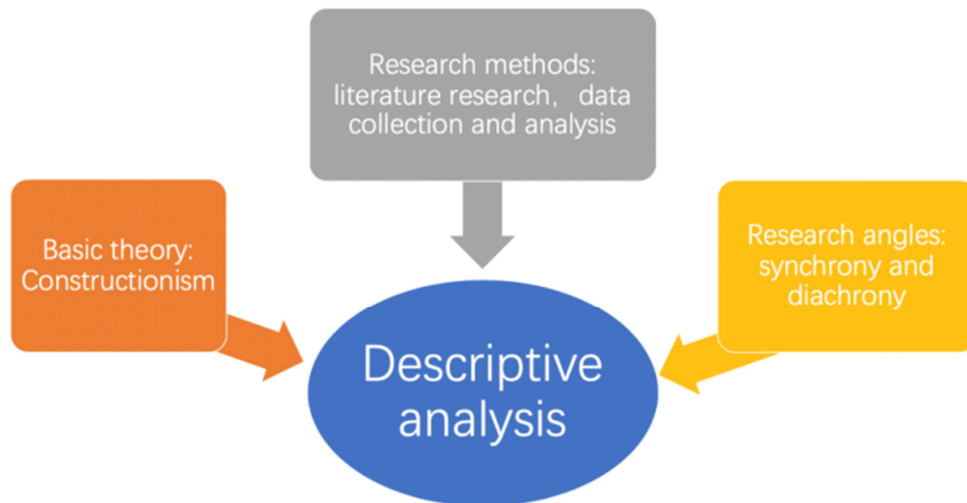 Research methods:
literature research, data
collection and analysis
Basic theory:
Constructionism
Research angles:
synchrony and
diachrony
Descriptive
analysis